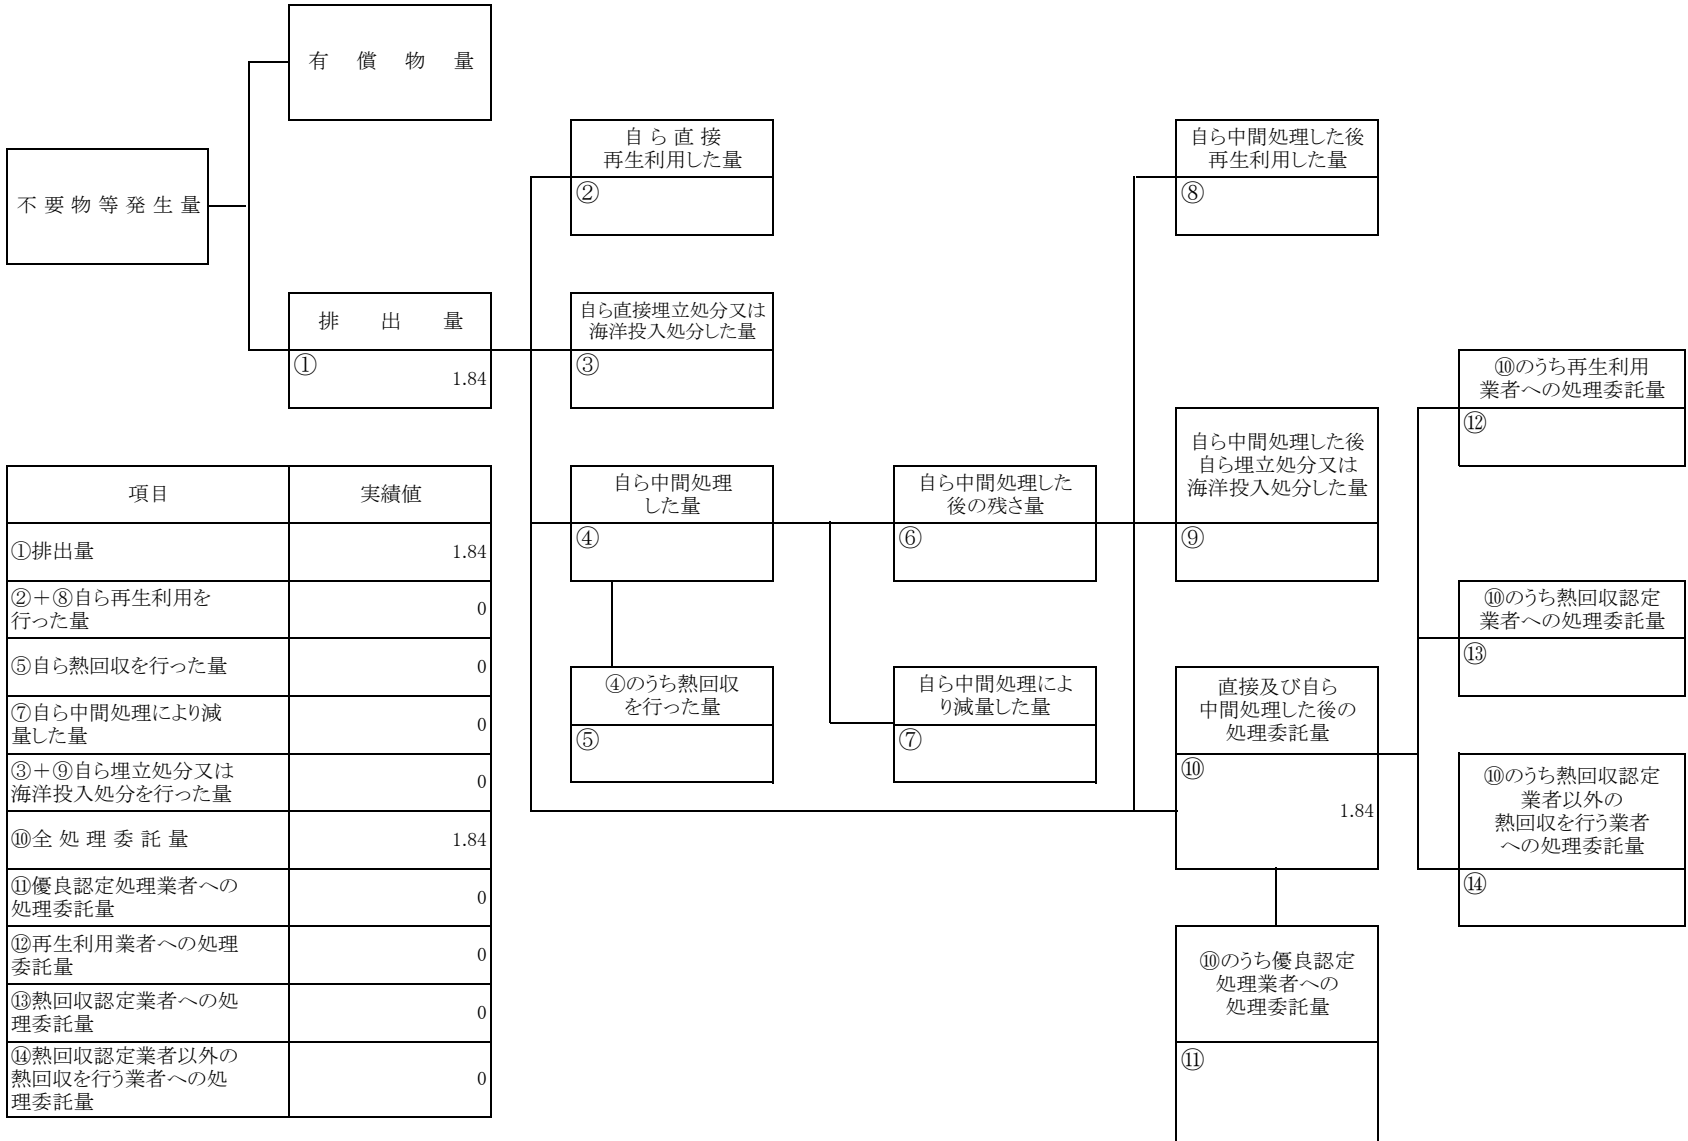 有償物量
不要物等発生量
排出量
①
1.84
自ら直接
再生利用した量
②
自ら直接埋立処分又は
海洋投入処分した量
③
自ら中間処理
した量
④
④のうち熱回収
を行った量
⑤
自ら中間処理した
後の残さ量
⑥
自ら中間処理によ
り減量した量
⑦
自ら中間処理した後
再生利用した量
⑧
自ら中間処理した後
自ら埋立処分又は
海洋投入処分した量
⑨
直接及び自ら
中間処理した後の
処理委託量
⑩
1.84
⑩のうち優良認定
処理業者への
処理委託量
⑪
⑩のうち再生利用
業者への処理委託量
⑫
⑩のうち熱回収認定
業者への処理委託量
⑬
⑩のうち熱回収認定
業者以外の
熱回収を行う業者
への処理委託量
⑭
項目 実績値
①排出量 1.84
②+⑧自ら再生利用を
行った量 0
⑤自ら熱回収を行った量 0
⑦自ら中間処理により減
量した量 0
③+⑨自ら埋立処分又は
海洋投入処分を行った量 0
⑩全処理委託量 1.84
⑪優良認定処理業者への
処理委託量 0
⑫再生利用業者への処理
委託量 0
⑬熱回収認定業者への処
理委託量 0
⑭熱回収認定業者以外の
熱回収を行う業者への処
理委託量 0